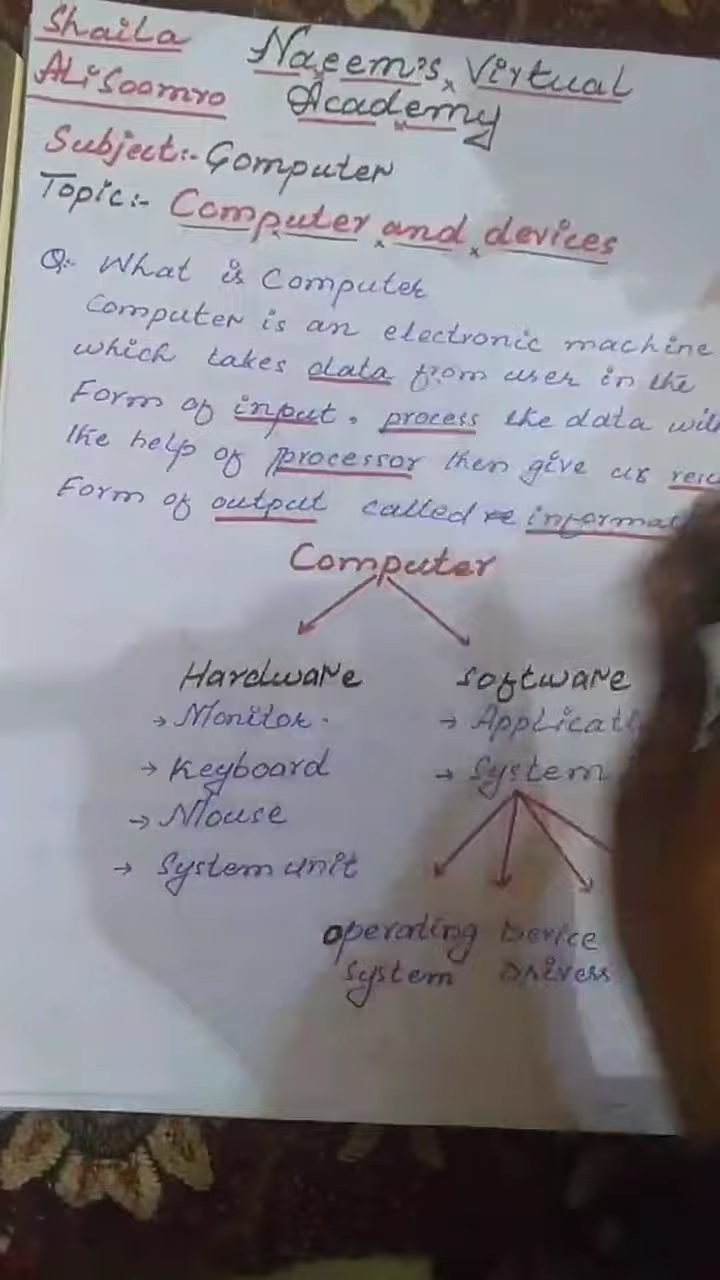 Shaila
Ali Soomro
Naeem's Virtual
Academy
Subject:- Computer
Topic:- Computer and devices
Q:- What is Computer
Computer is an electronic machine
which takes data from user in the
Form of input, process the data
the help of processor then give us
Form of output called
Computer
Hardware Software
→ Monitor.
→ Keyboard → System
→ Mouse
→ System unit
Operating Device
System Drivers